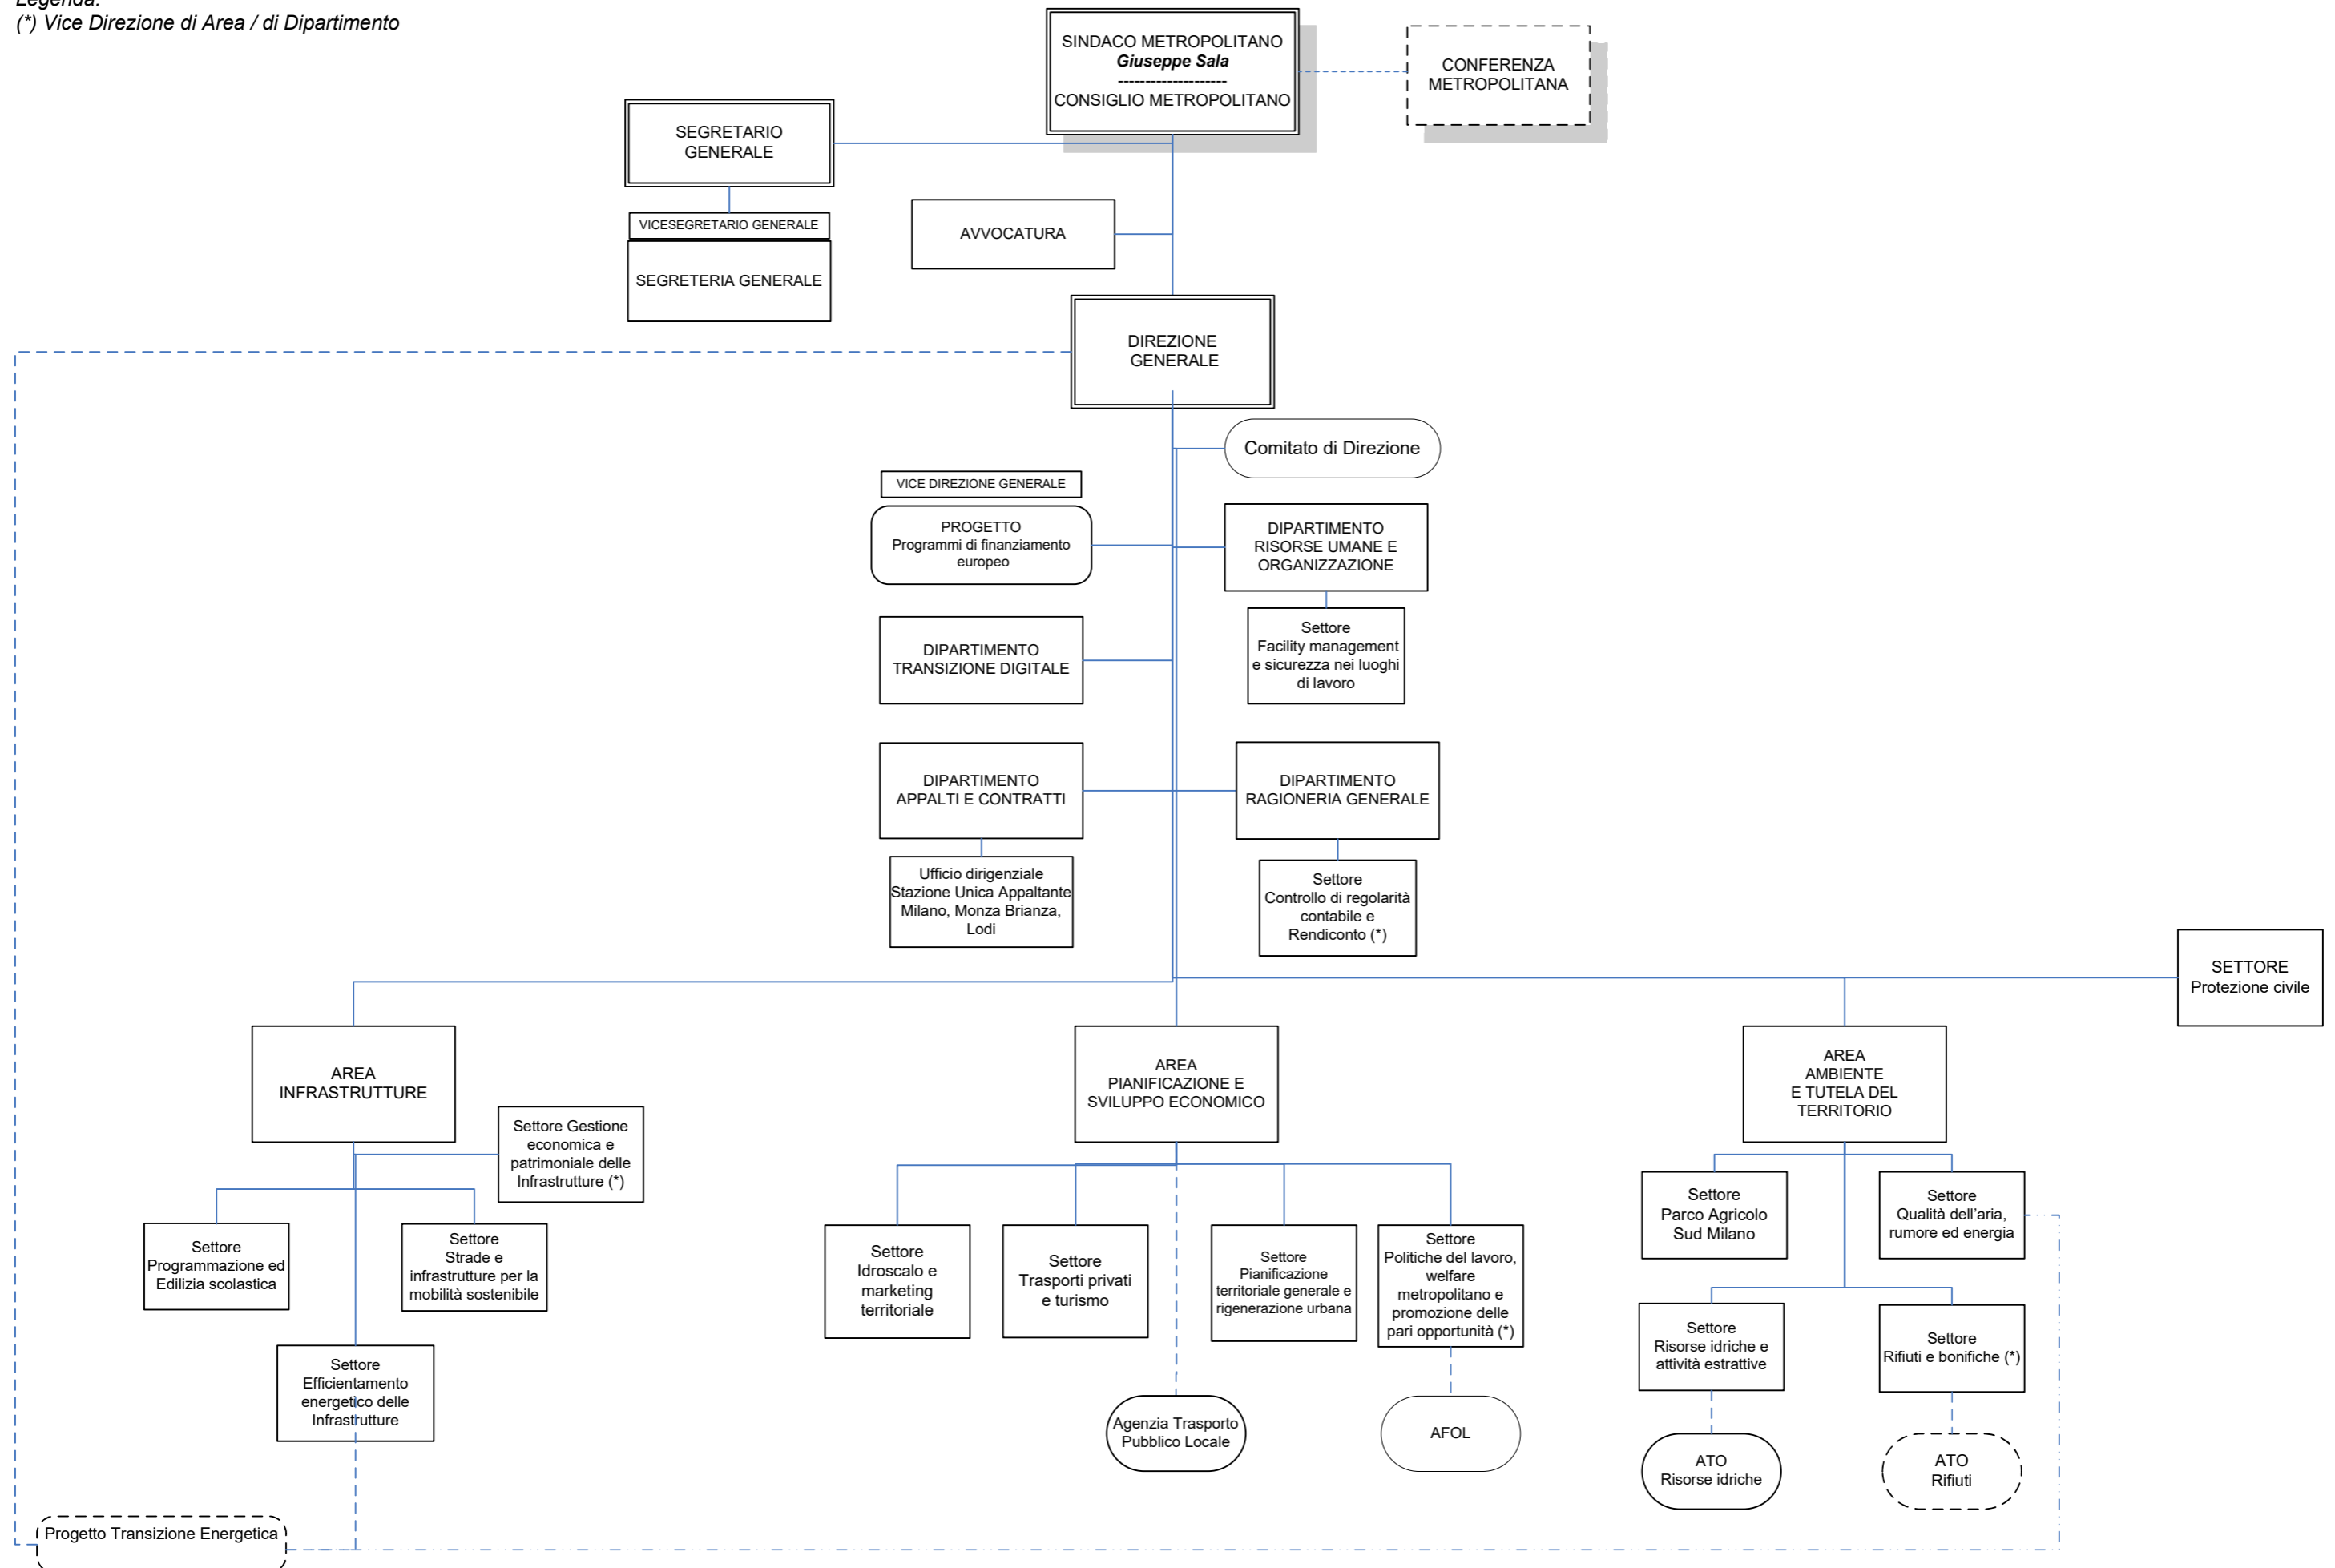 Legenda:
(*) Vice Direzione di Area / di Dipartimento
SINDACO METROPOLITANO
Giuseppe Sala
--------------------
CONSIGLIO METROPOLITANO
CONFERENZA
METROPOLITANA
SEGRETARIO
GENERALE
VICESEGRETARIO GENERALE
SEGRETERIA GENERALE
AVVOCATURA
DIREZIONE
GENERALE
Comitato di Direzione
VICE DIREZIONE GENERALE
PROGETTO
Programmi di finanziamento
europeo
DIPARTIMENTO
RISORSE UMANE E
ORGANIZZAZIONE
Settore
Facility management
e sicurezza nei luoghi
di lavoro
DIPARTIMENTO
TRANSIZIONE DIGITALE
DIPARTIMENTO
APPALTI E CONTRATTI
DIPARTIMENTO
RAGIONERIA GENERALE
Ufficio dirigenziale
Stazione Unica Appaltante
Milano, Monza Brianza,
Lodi
Settore
Controllo di regolarità
contabile e
Rendiconto (*)
SETTORE
Protezione civile
AREA
INFRASTRUTTURE
Settore Gestione
economica e
patrimoniale delle
Infrastrutture (*)
Settore
Programmazione ed
Edilizia scolastica
Settore
Strade e
infrastrutture per la
mobilità sostenibile
Settore
Efficientamento
energetico delle
Infrastrutture
Progetto Transizione Energetica
AREA
PIANIFICAZIONE E
SVILUPPO ECONOMICO
Settore
Idroscalo e
marketing
territoriale
Settore
Trasporti privati
e turismo
Settore
Pianificazione
territoriale generale e
rigenerazione urbana
Settore
Politiche del lavoro,
welfare
metropolitano e
promozione delle
pari opportunità (*)
Agenzia Trasporto
Pubblico Locale
AFOL
AREA
AMBIENTE
E TUTELA DEL
TERRITORIO
Settore
Parco Agricolo
Sud Milano
Settore
Qualità dell'aria,
rumore ed energia
Settore
Risorse idriche e
attività estrattive
Settore
Rifiuti e bonifiche (*)
ATO
Risorse idriche
ATO
Rifiuti